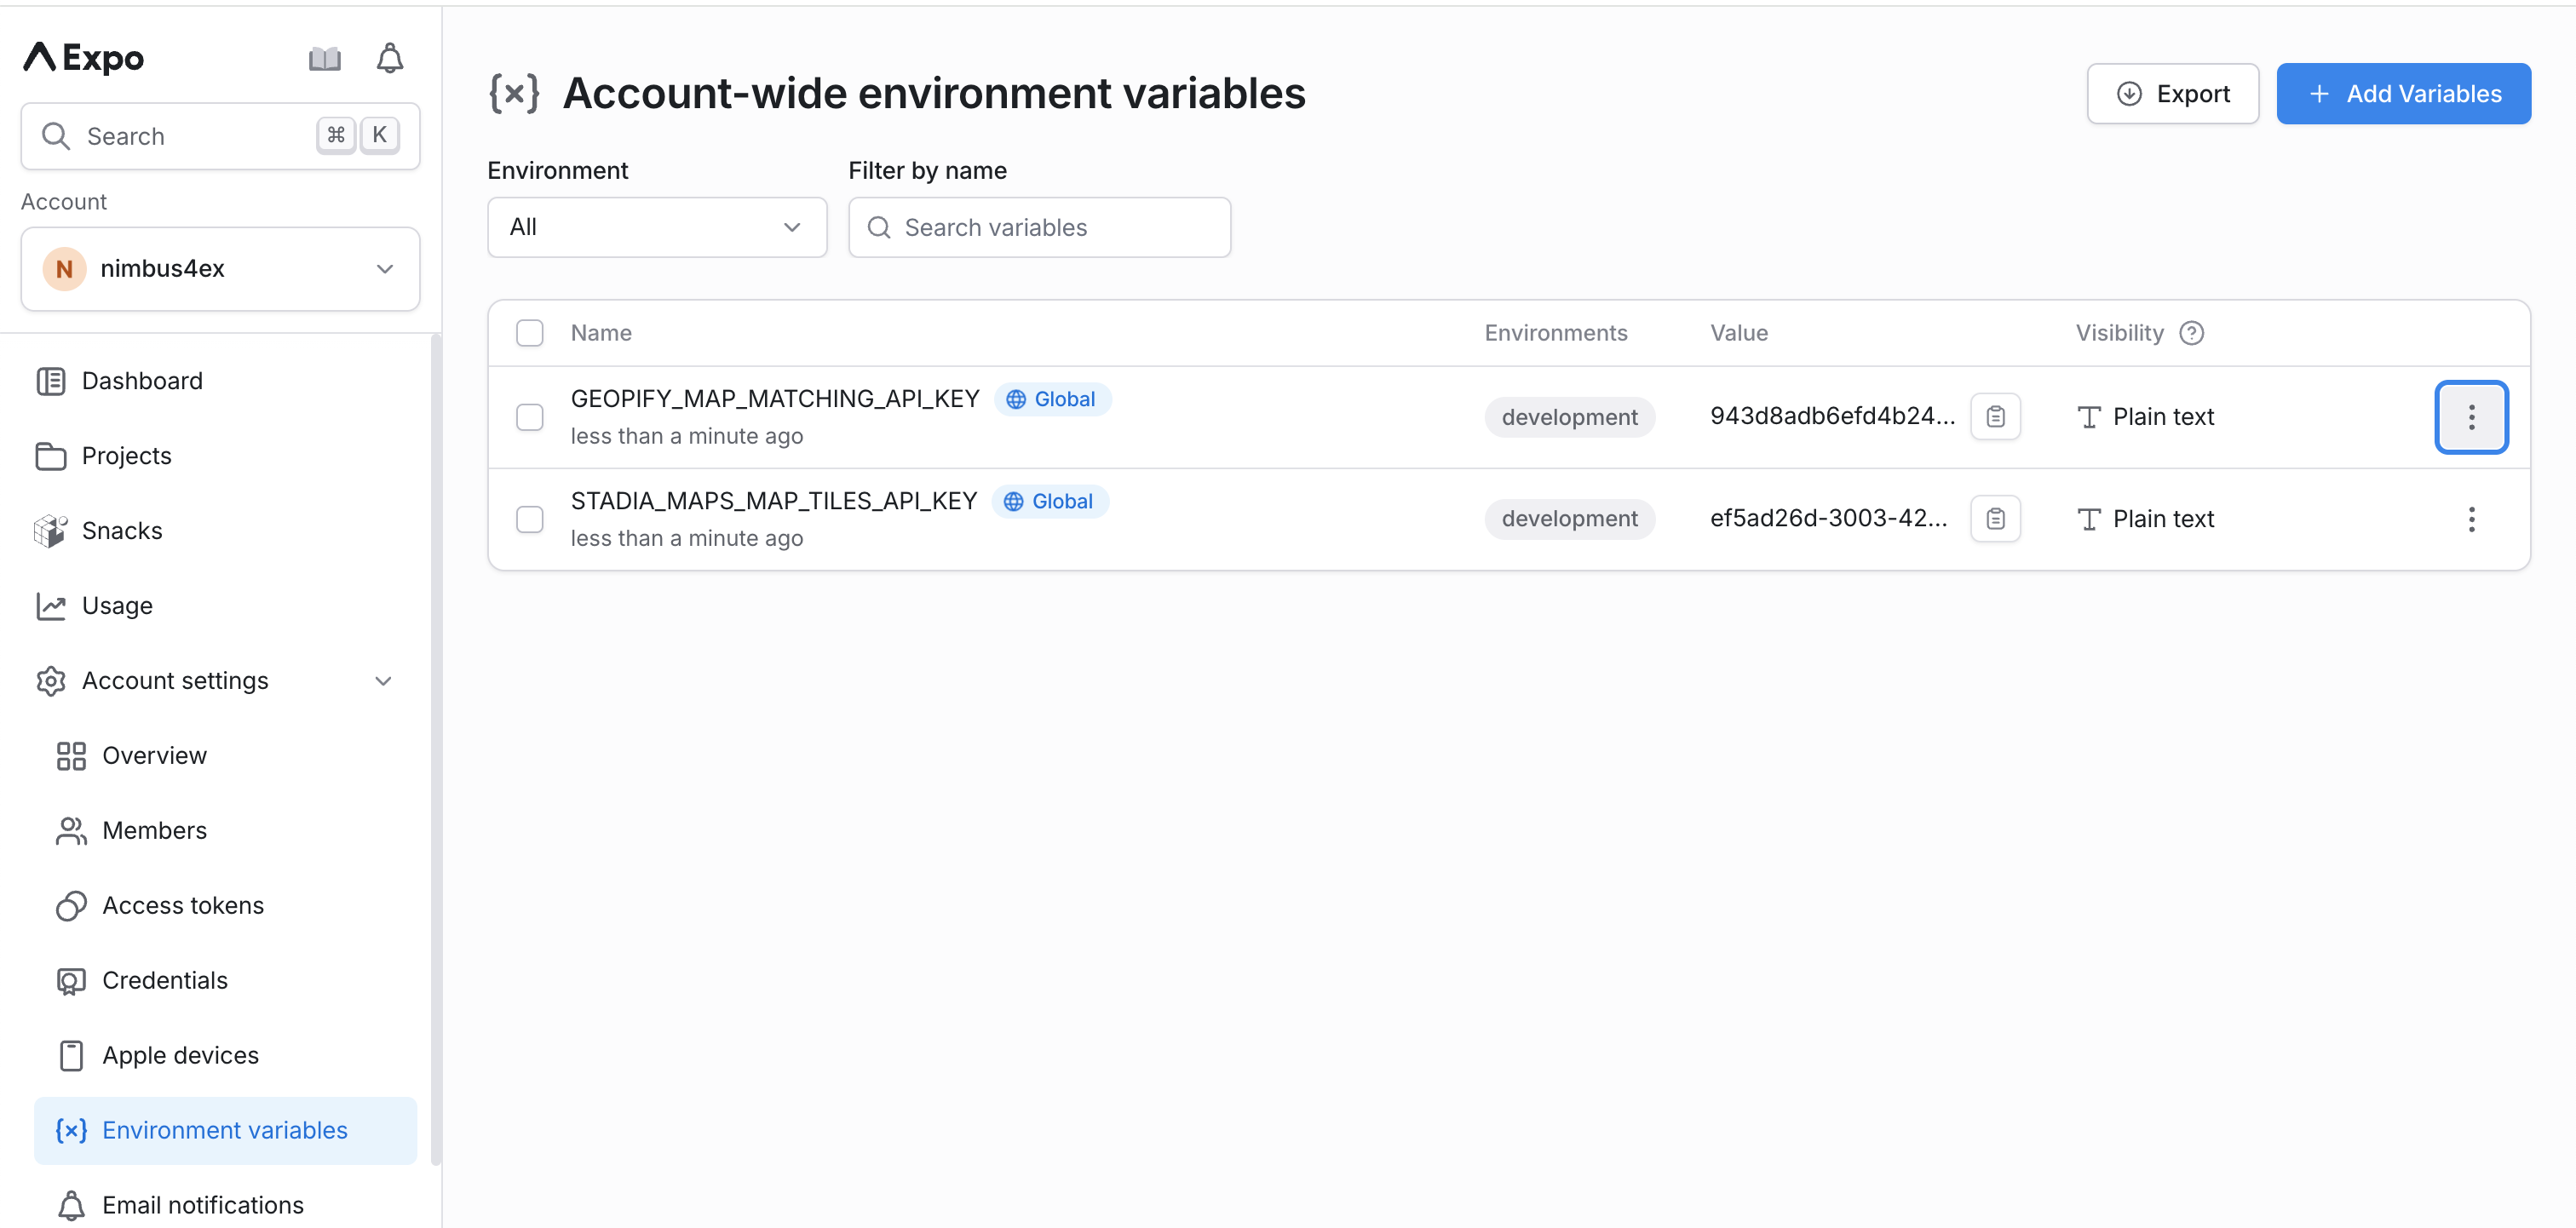 Expo
Search ⌘ K
Account
N nimbus4ex
Dashboard
Projects
Snacks
Usage
Account settings
Overview
Members
Access tokens
Credentials
Apple devices
{x} Environment variables
Email notifications
{x} Account-wide environment variables
Export
+ Add Variables
Environment
Filter by name
All
Search variables
Name Environments Value Visibility ?
GEOPIFY_MAP_MATCHING_API_KEY Global
less than a minute ago
development 943d8adb6efd4b24... Plain text
STADIA_MAPS_MAP_TILES_API_KEY Global
less than a minute ago
development ef5ad26d-3003-42... Plain text